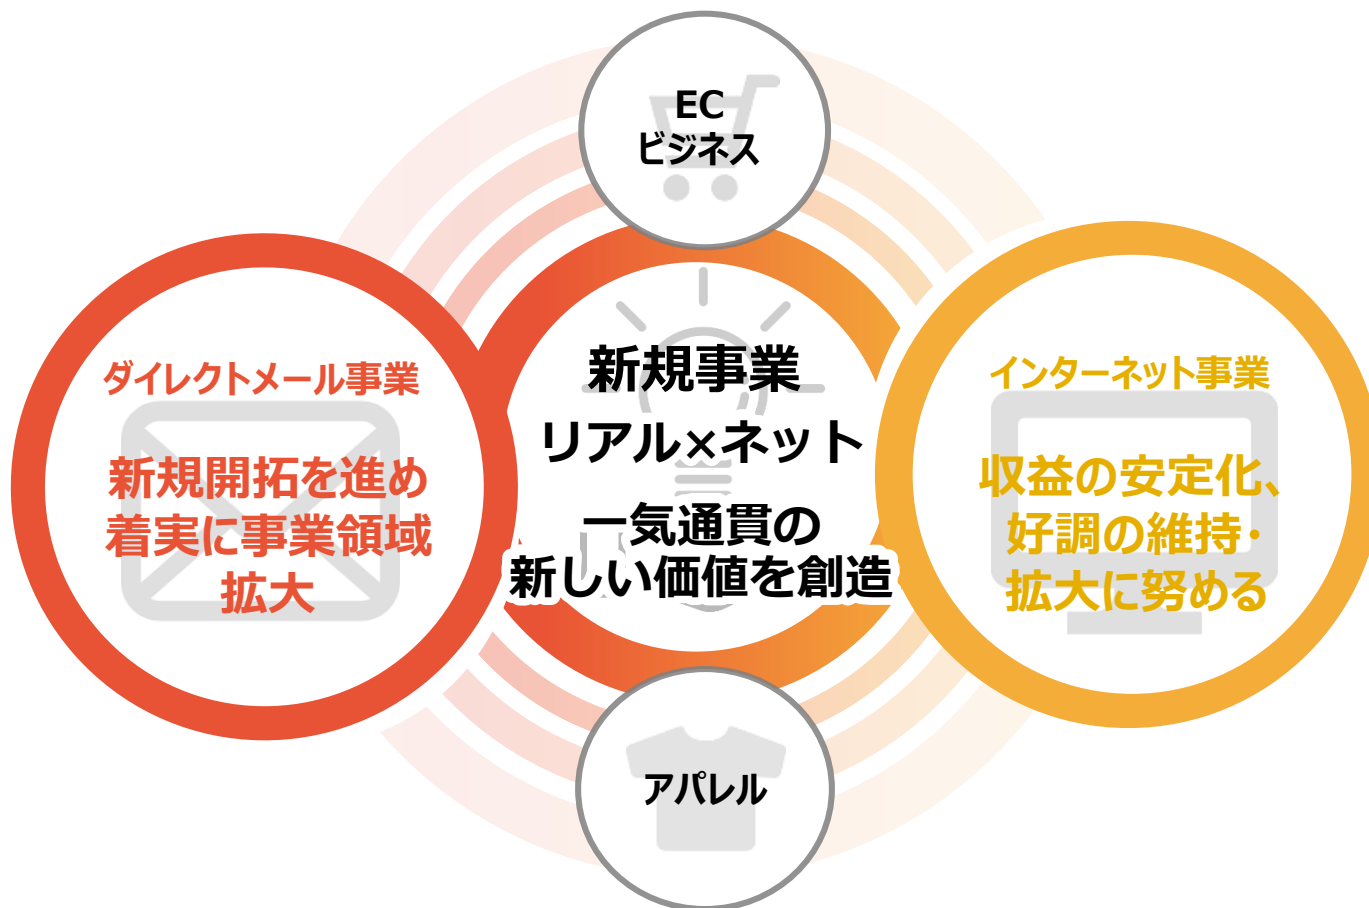 EC
ビジネス
ダイレクトメール事業
新規開拓を進め
着実に事業領域
拡大
新規事業
リアル×ネット
一気通貫の
新しい価値を創造
インターネット事業
収益の安定化、
好調の維持・
拡大に努める
アパレル